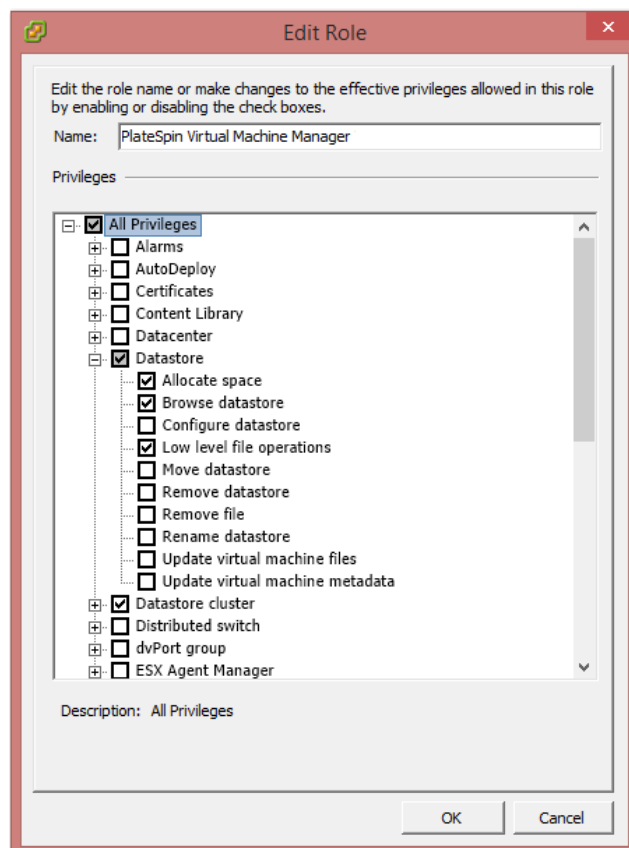 Edit Role
Edit the role name or make changes to the effective privileges allowed in this role
by enabling or disabling the check boxes.
Name: PlateSpin Virtual Machine Manager
Privileges
All Privileges
Alarms
AutoDeploy
Certificates
Content Library
Datacenter
Datastore
Allocate space
Browse datastore
Configure datastore
Low level file operations
Move datastore
Remove datastore
Remove file
Rename datastore
Update virtual machine files
Update virtual machine metadata
Datastore cluster
Distributed switch
dvPort group
ESX Agent Manager
Description: All Privileges
OK Cancel